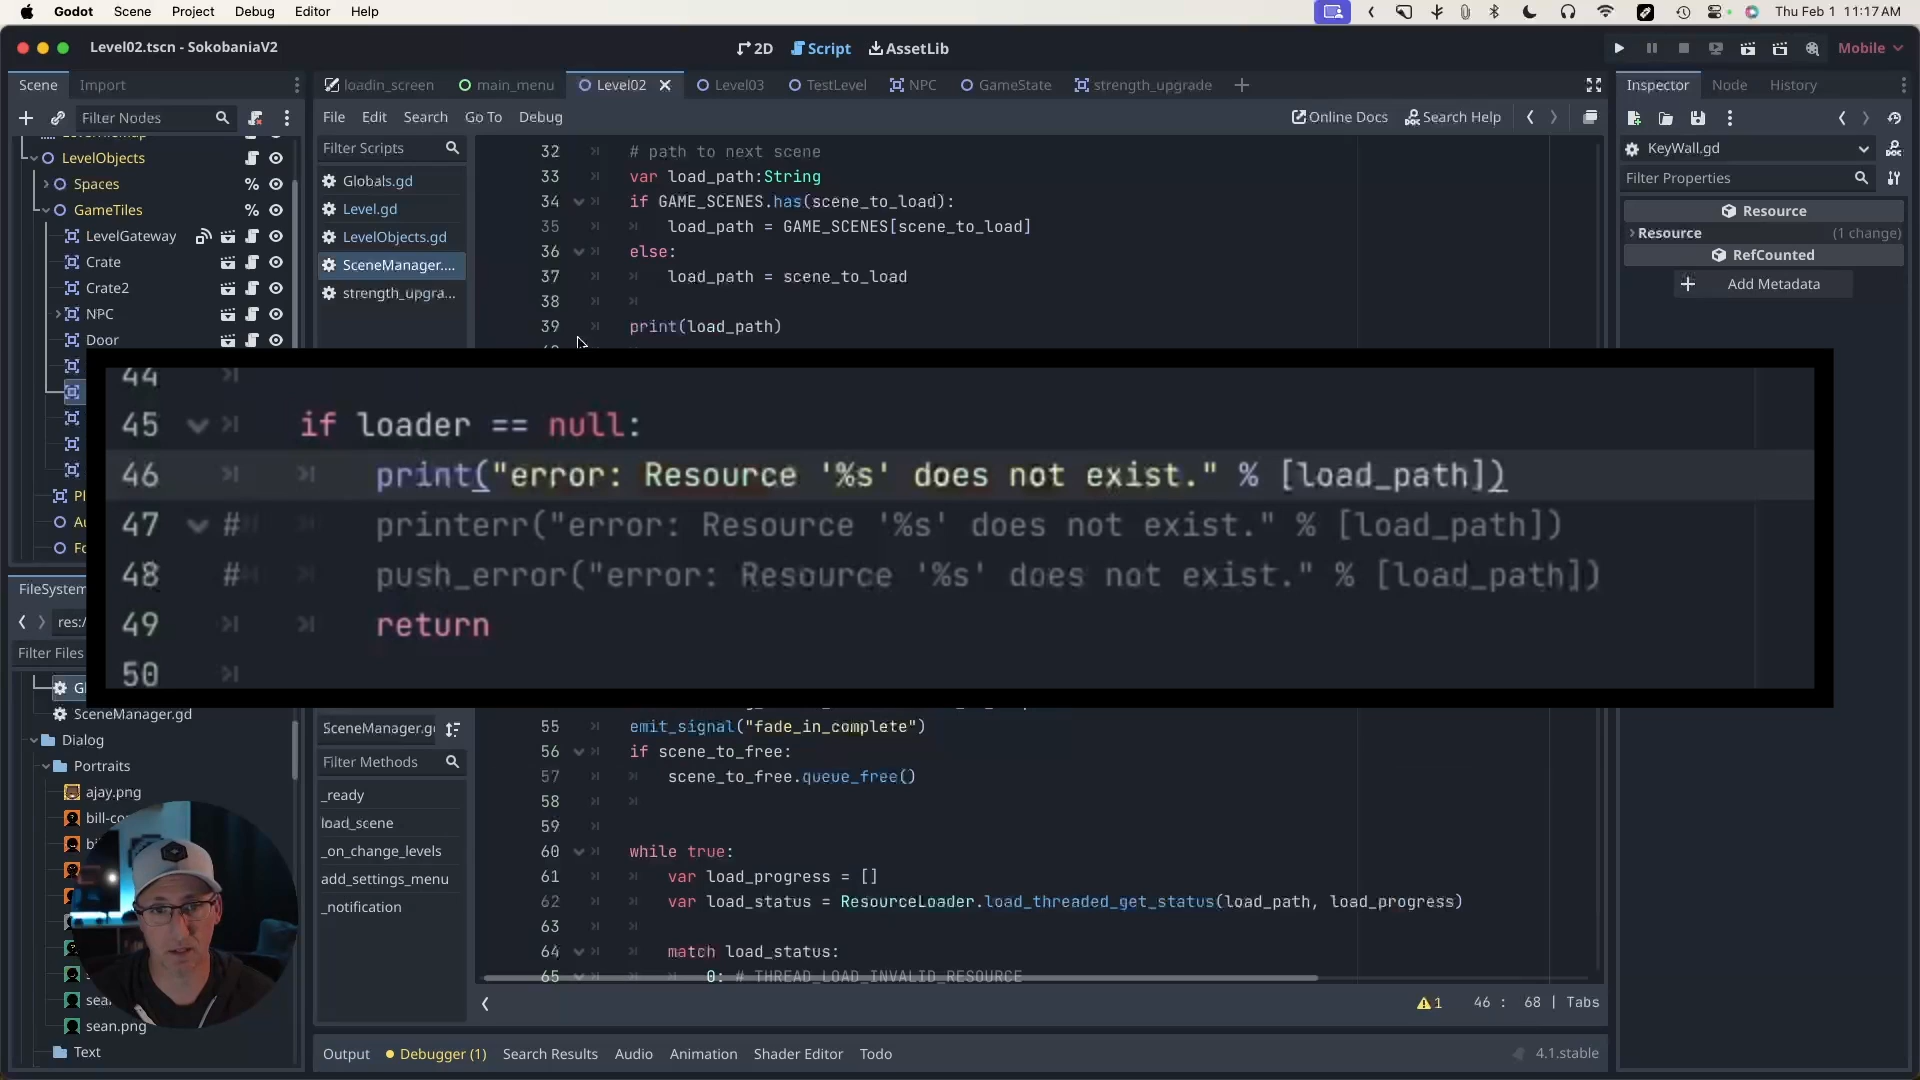 Godot Scene Project Debug Editor Help
Thu Feb 1 11:17 AM
Level02.tscn - SokobaniaV2
2D Script AssetLib
Mobile
Scene Import
loadin_screen main_menu Level02 Level03 TestLevel NPC GameState strength_upgrade
Inspector Node History
Filter Nodes
File Edit Search Go To Debug
Online Docs Search Help
LevelObjects
Spaces
GameTiles
LevelGateway
Crate
Crate2
NPC
Door
Filter Scripts
Globals.gd
Level.gd
LevelObjects.gd
SceneManager....
strength_upgra...
32 # path to next scene
33 var load_path:String
34 if GAME_SCENES.has(scene_to_load):
35 load_path = GAME_SCENES[scene_to_load]
36 else:
37 load_path = scene_to_load
38
39 print(load_path)
KeyWall.gd
Filter Properties
Resource
Resource (1 change)
RefCounted
Add Metadata
44
45 if loader == null:
46 print("error: Resource '%s' does not exist." % [load_path])
47 # printerr("error: Resource '%s' does not exist." % [load_path])
48 # push_error("error: Resource '%s' does not exist." % [load_path])
49 return
50
Pl
Au
Fo
FileSystem
res:/
Filter Files
Gl
SceneManager.gd
Dialog
Portraits
ajay.png
bill-co
bi
sea
sean.png
Text
SceneManager.g
Filter Methods
_ready
load_scene
_on_change_levels
add_settings_menu
_notification
55 emit_signal("fade_in_complete")
56 if scene_to_free:
57 scene_to_free.queue_free()
58
59
60 while true:
61 var load_progress = []
62 var load_status = ResourceLoader.load_threaded_get_status(load_path, load_progress)
63
64 match load_status:
65 0: # THREAD_LOAD_INVALID_RESOURCE
1 46 : 68 | Tabs
Output Debugger (1) Search Results Audio Animation Shader Editor Todo
4.1.stable